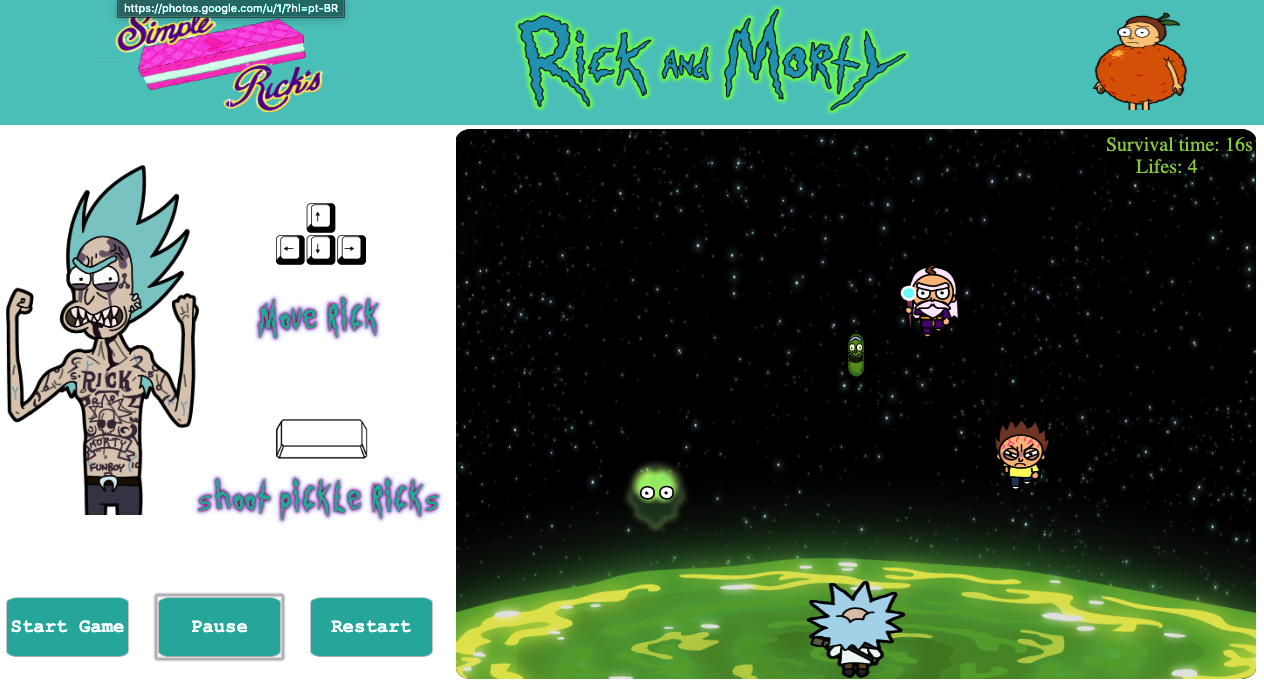 https://photos.google.com/u/1/?hl=pt-BR
Simple
Rick's
Rick and Morty
Survival time: 16s
Lifes: 4
↑
← ↓ →
Move Rick
RICK
MORTY
FUNBOY
shoot pickle Ricks
Start Game
Pause
Restart